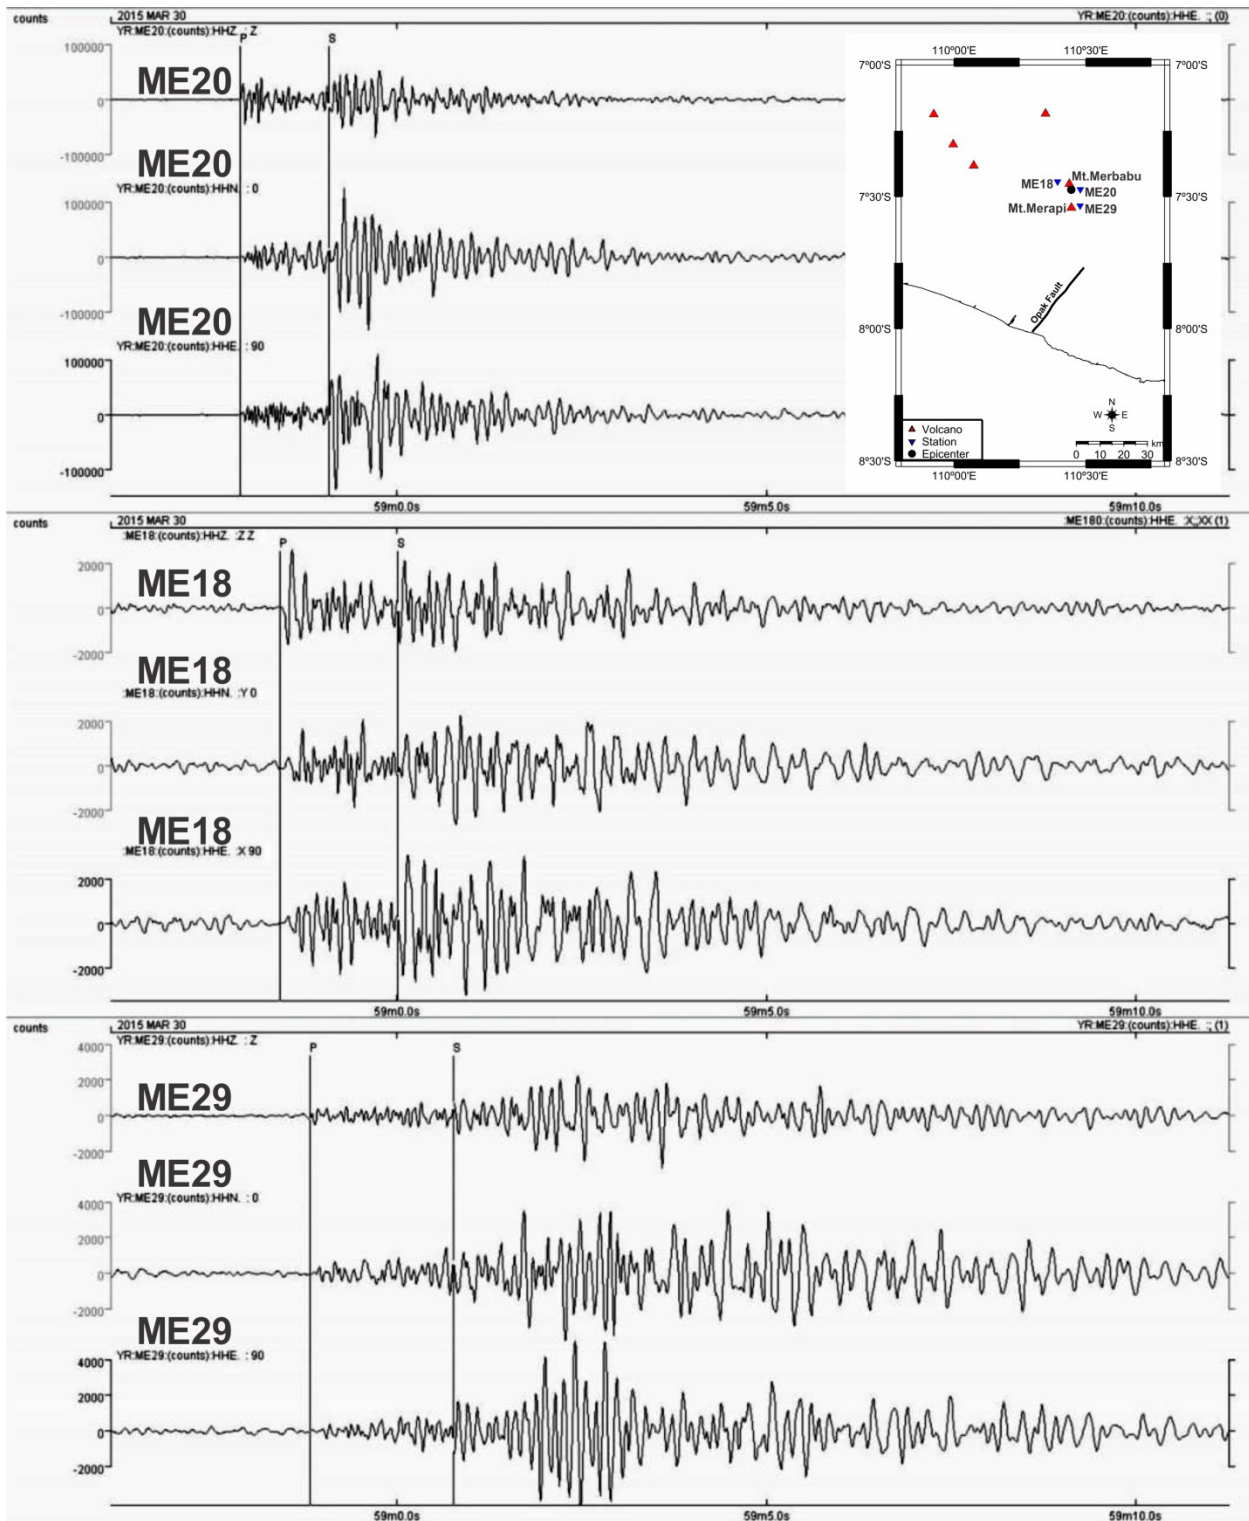 counts
2015 MAR 30
YR:ME20:(counts):HHE. :; (0)
YR:ME20:(counts):HHZ. : Z
P
S
100000
ME20
0
-100000
ME20
YR:ME20:(counts):HHN. : 0
100000
0
-100000
ME20
YR:ME20:(counts):HHE. : 90
100000
0
-100000
59m0.0s
59m5.0s
59m10.0s
110°00'E
110°30'E
7°00'S
7°00'S
Mt.Merbabu
ME18
ME20
7°30'S
7°30'S
Mt.Merapi
ME29
Opak Fault
8°00'S
8°00'S
N
W
E
S
Volcano
Station
Epicenter
km
0 10 20 30
8°30'S
8°30'S
110°00'E
110°30'E
counts
2015 MAR 30
:ME180:(counts):HHE. :X,;XX (1)
:ME18:(counts):HHZ. :Z Z
P
S
2000
ME18
0
-2000
ME18
:ME18:(counts):HHN. :Y 0
2000
0
-2000
ME18
:ME18:(counts):HHE. :X 90
2000
0
-2000
59m0.0s
59m5.0s
59m10.0s
counts
2015 MAR 30
YR:ME29:(counts):HHE. :; (1)
YR:ME29:(counts):HHZ. : Z
4000
P
S
2000
ME29
0
-2000
ME29
YR:ME29:(counts):HHN. : 0
4000
2000
0
-2000
ME29
YR:ME29:(counts):HHE. : 90
4000
2000
0
-2000
59m0.0s
59m5.0s
59m10.0s